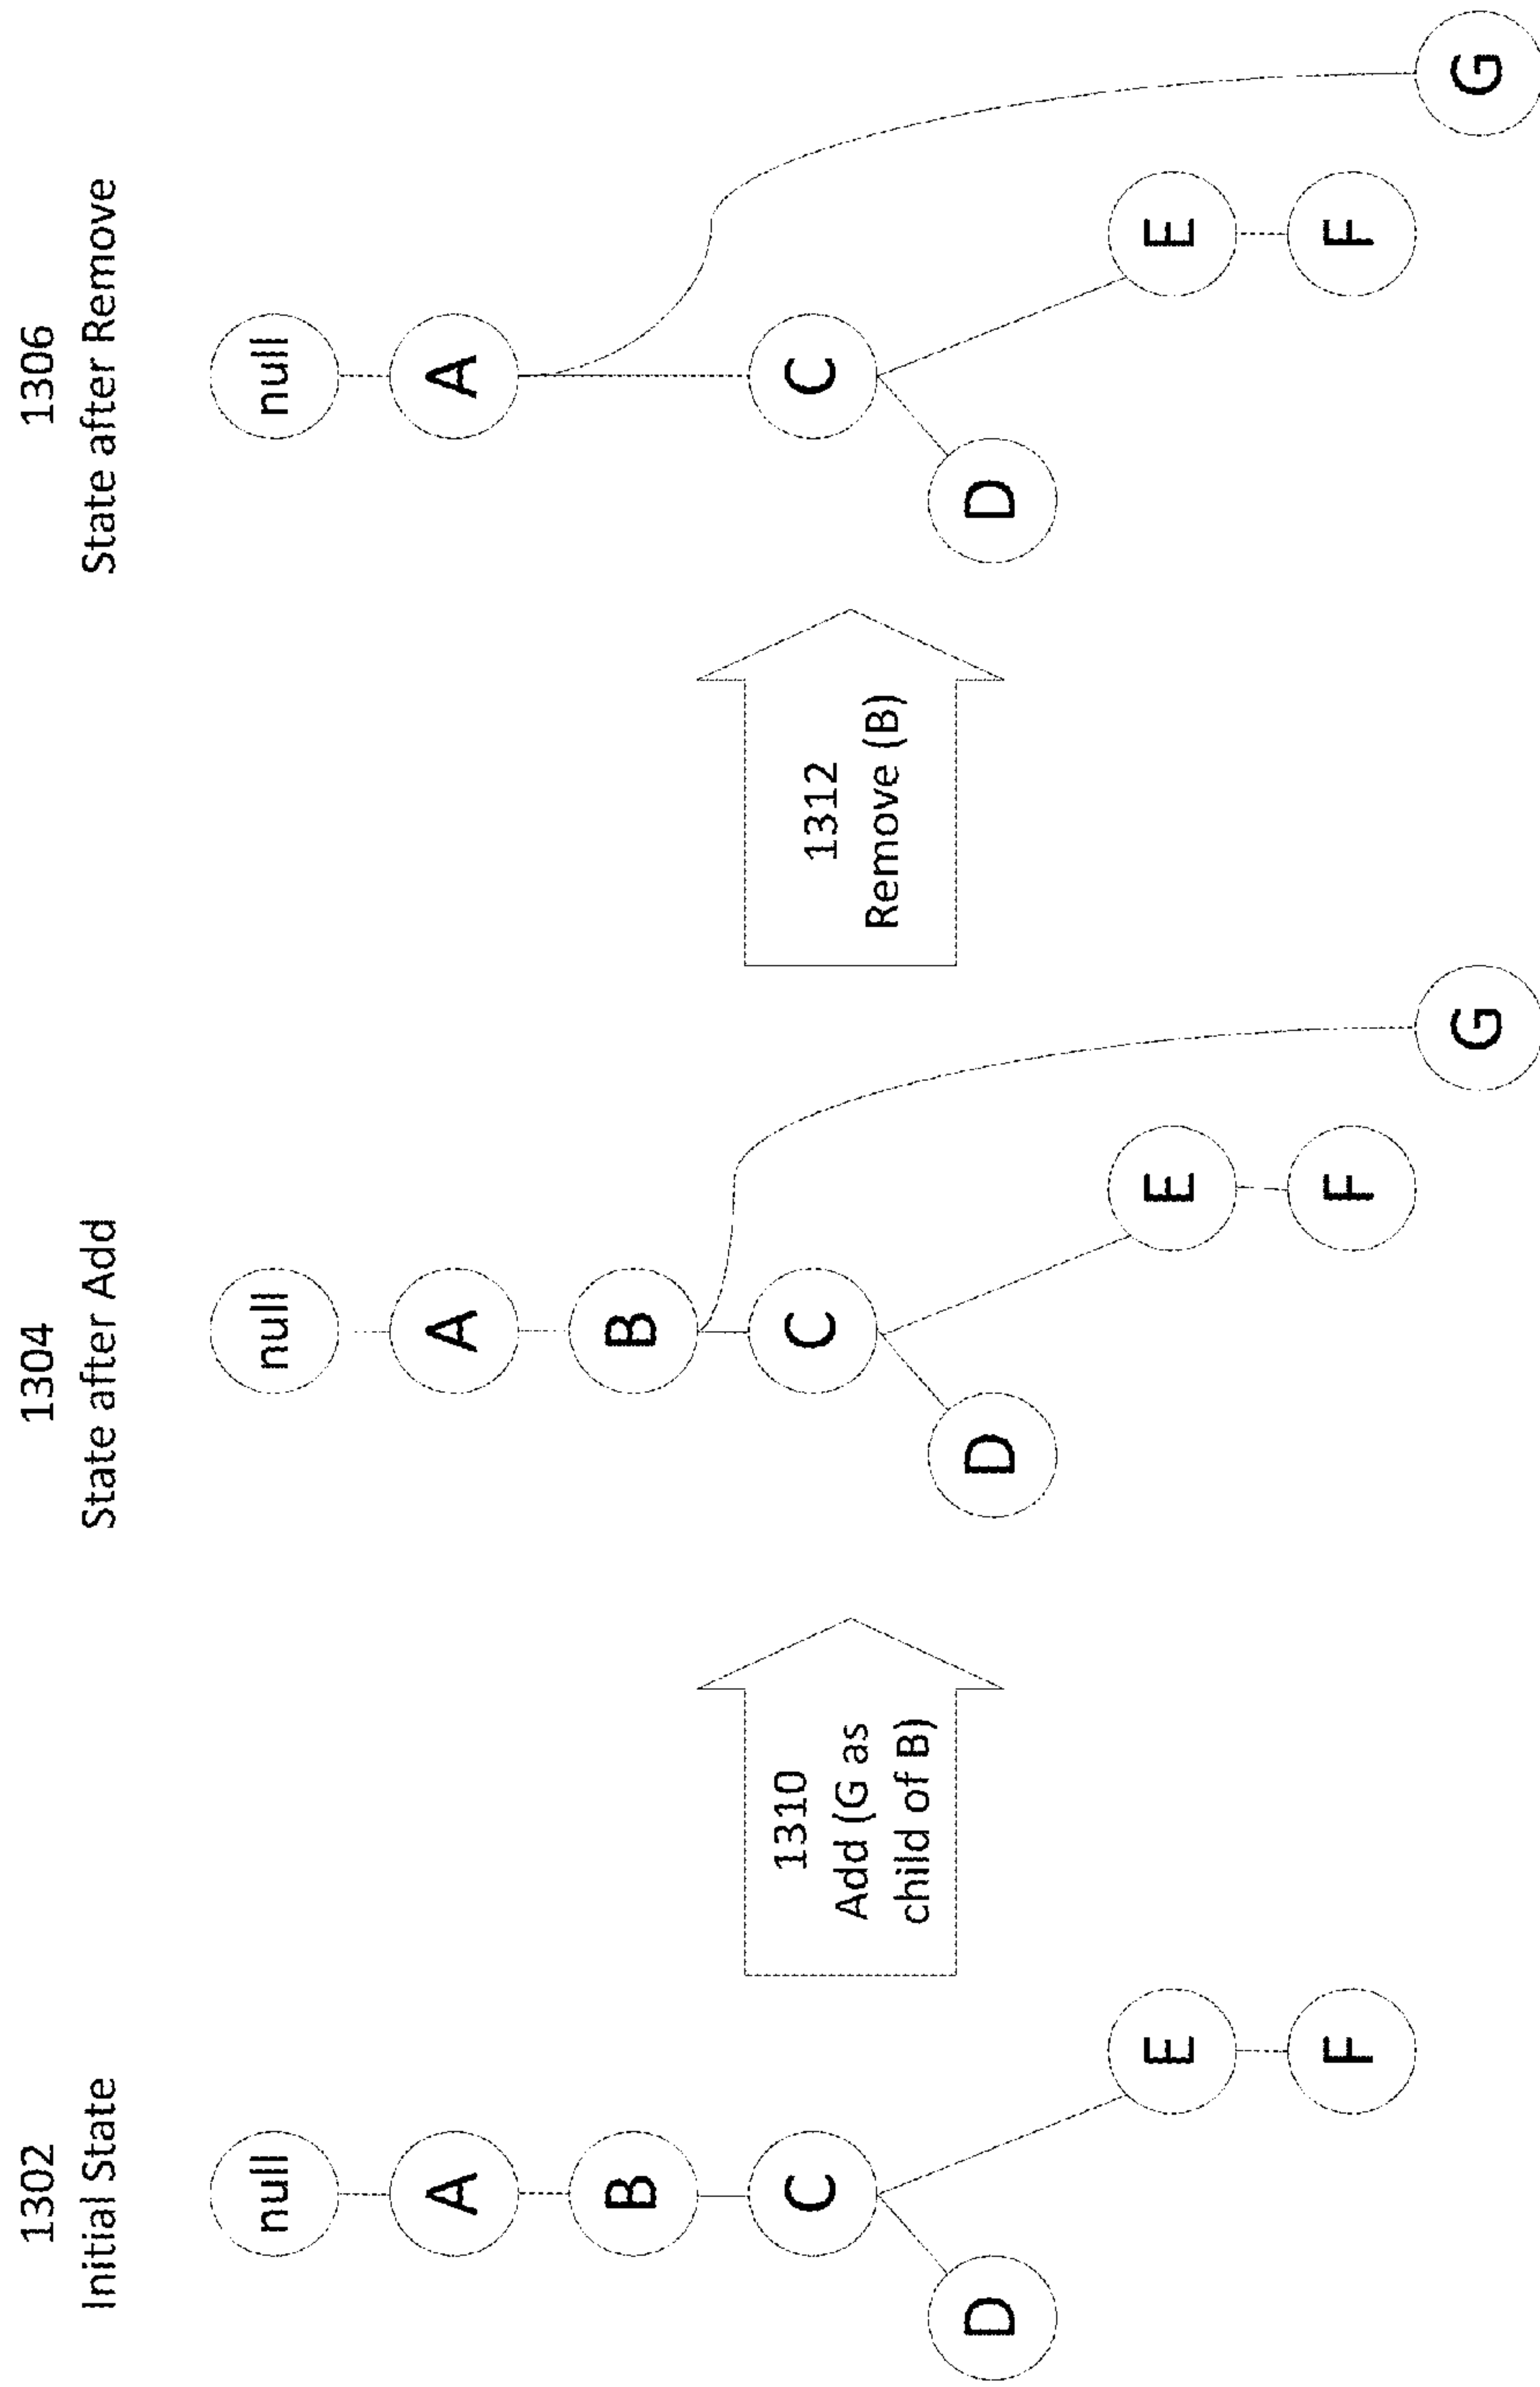 1302
Initial State
null
A
B
C
D
E
F
1310
Add (G as
child of B)
1304
State after Add
null
A
B
C
D
E
F
G
1312
Remove (B)
1306
State after Remove
null
A
C
D
E
F
G